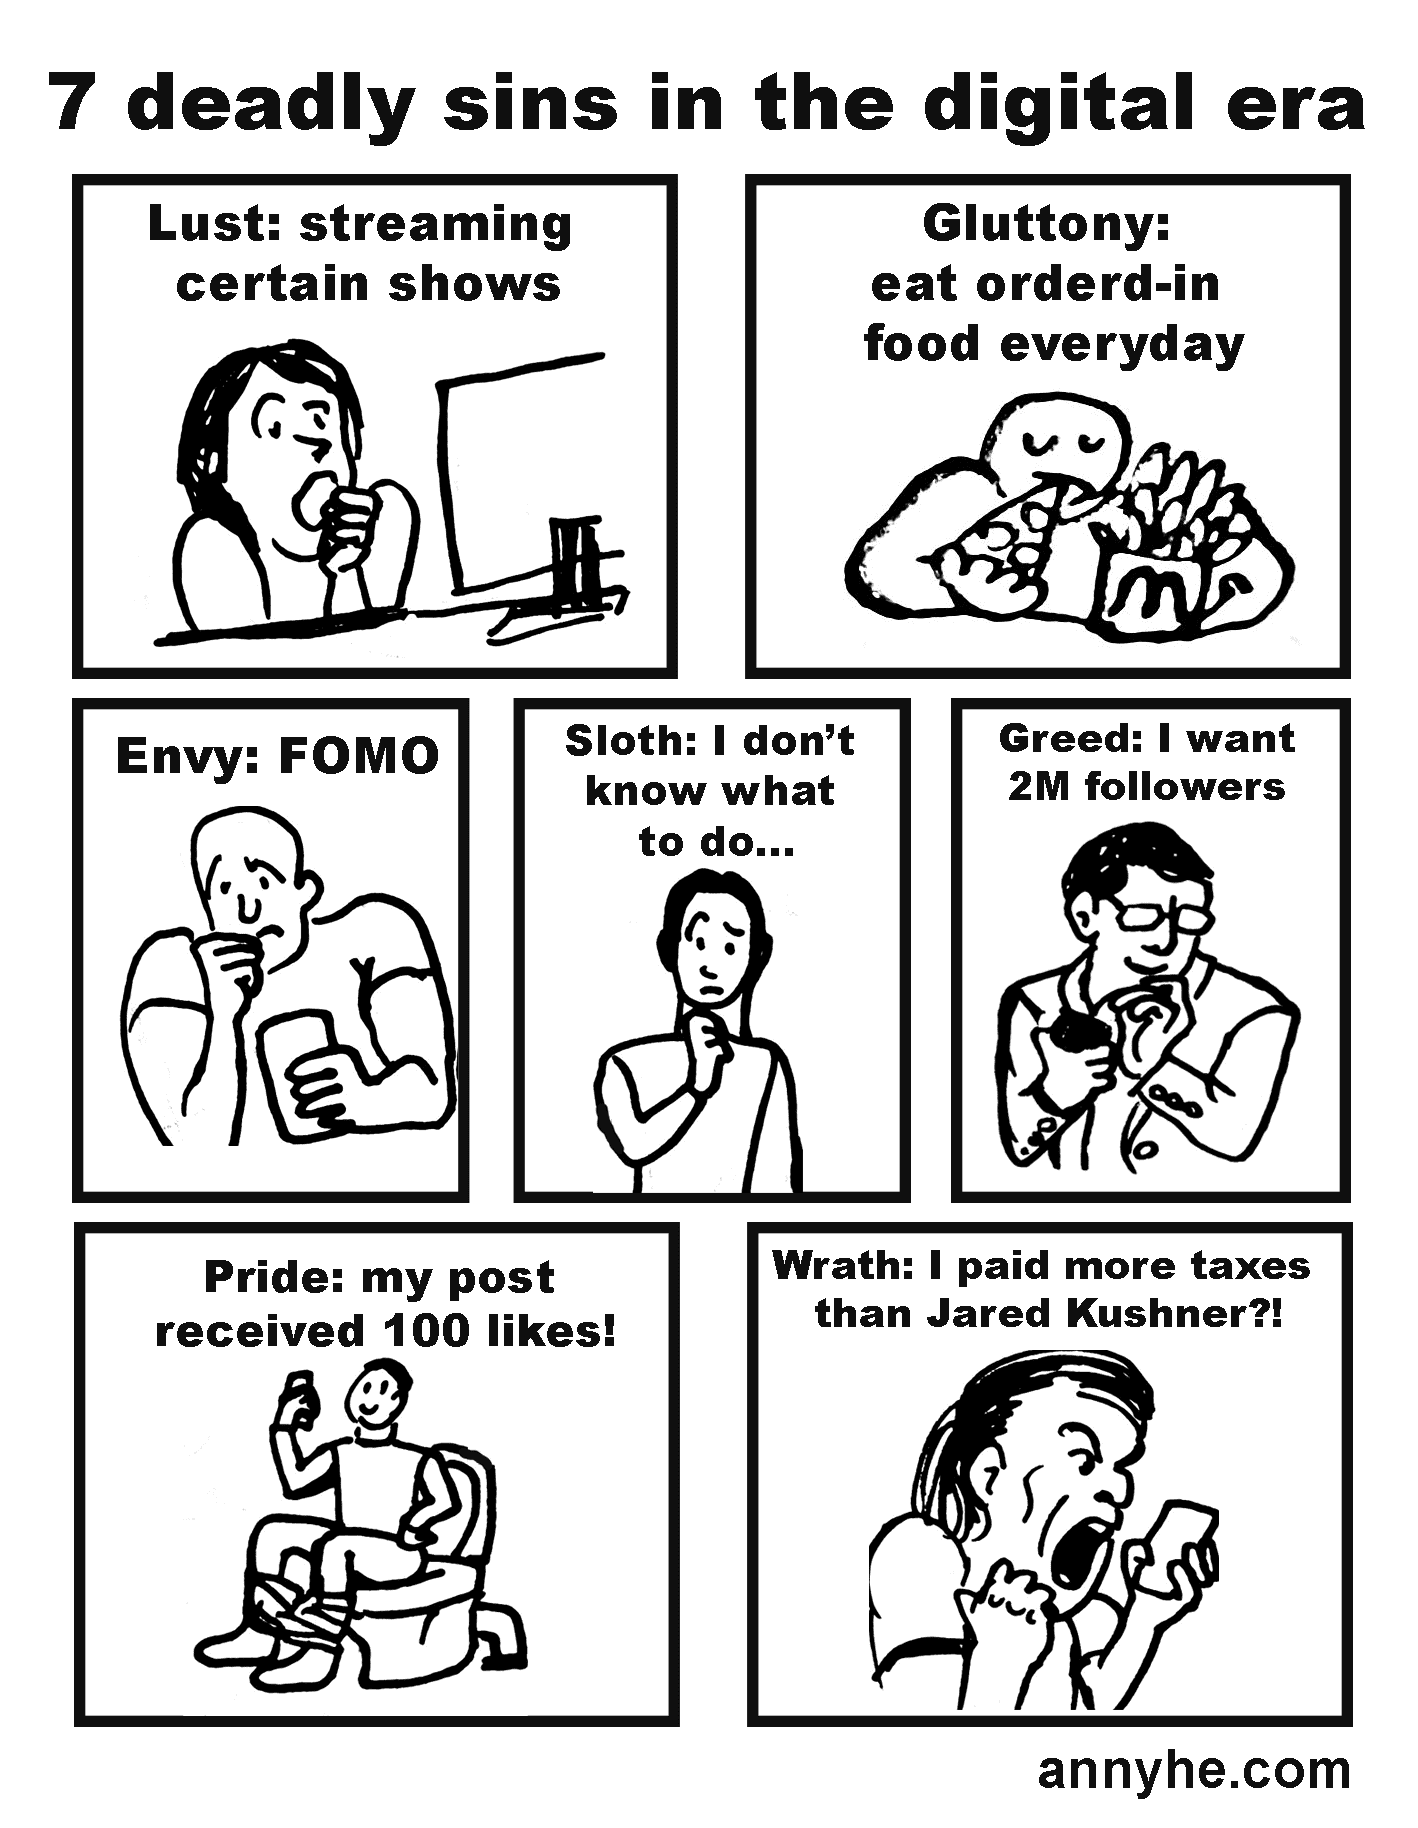 7 deadly sins in the digital era
Lust: streaming
certain shows
Gluttony:
eat orderd-in
food everyday
m
Envy: FOMO
Sloth: I don’t
know what
to do...
Greed: I want
2M followers
Pride: my post
received 100 likes!
Wrath: I paid more taxes
than Jared Kushner?!
annyhe.com